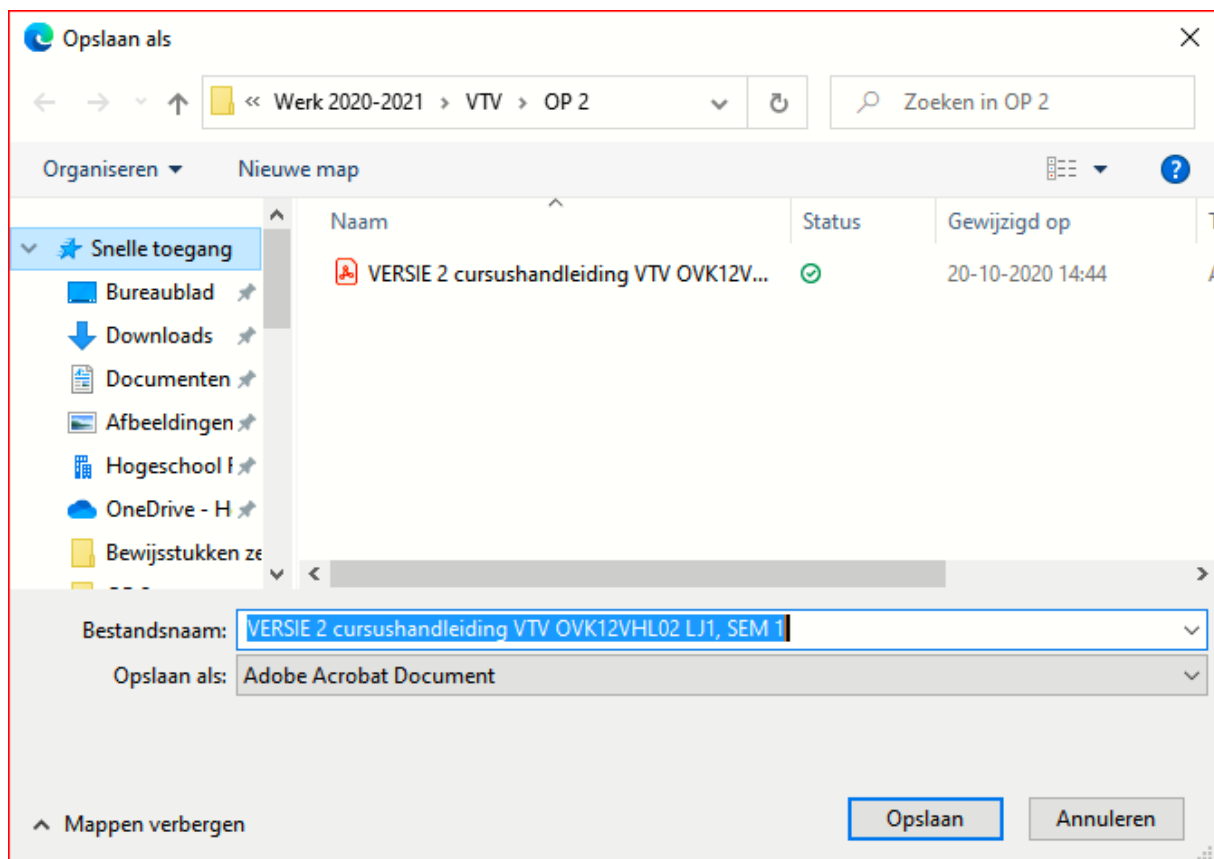 Opslaan als
« Werk 2020-2021 > VTV > OP 2
Zoeken in OP 2
Organiseren
Nieuwe map
?
Naam
Status
Gewijzigd op
Snelle toegang
VERSIE 2 cursushandleiding VTV OVK12V...
20-10-2020 14:44
Bureaublad
Downloads
Documenten
Afbeeldingen
Hogeschool
OneDrive - H
Bewijsstukken ze
Bestandsnaam: VERSIE 2 cursushandleiding VTV OVK12VHL02 LJ1, SEM 1
Opslaan als: Adobe Acrobat Document
Mappen verbergen
Opslaan
Annuleren